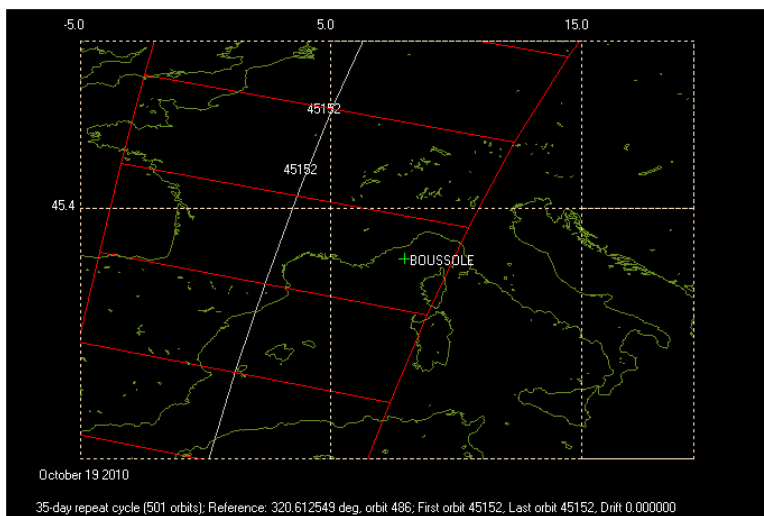 -5.0 5.0 15.0
45152
45152
45.4
BOUSSOLE
October 19 2010
35-day repeat cycle (501 orbits); Reference: 320.612549 deg, orbit 486; First orbit 45152, Last orbit 45152, Drift 0.000000